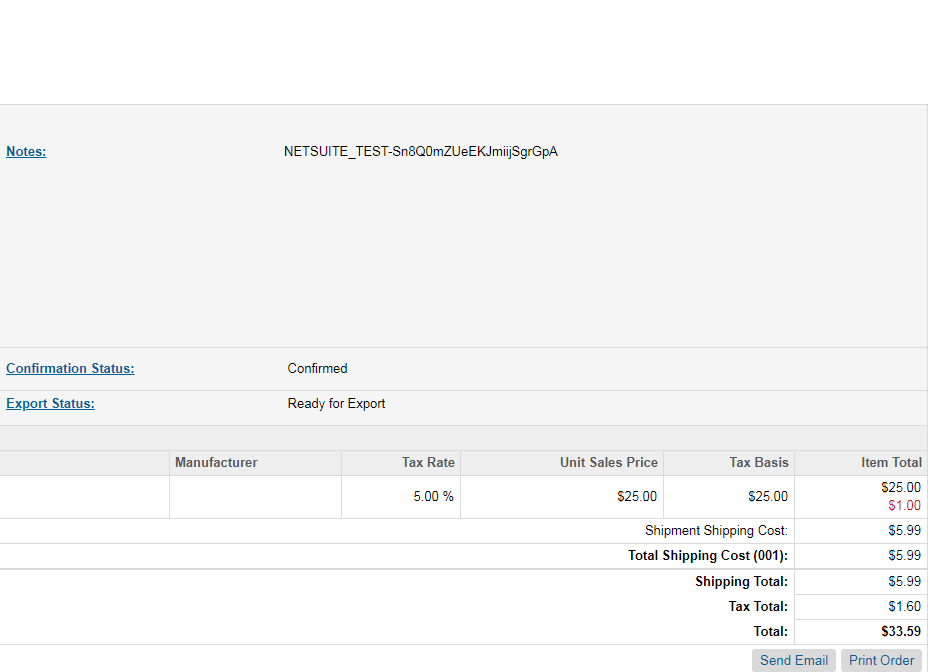 Notes: NETSUITE_TEST-Sn8Q0mZUeEKJmiijSgrGpA
Confirmation Status: Confirmed
Export Status: Ready for Export
Manufacturer Tax Rate Unit Sales Price Tax Basis Item Total
5.00 % $25.00 $25.00 $25.00
$1.00
Shipment Shipping Cost: $5.99
Total Shipping Cost (001): $5.99
Shipping Total: $5.99
Tax Total: $1.60
Total: $33.59
Send Email Print Order